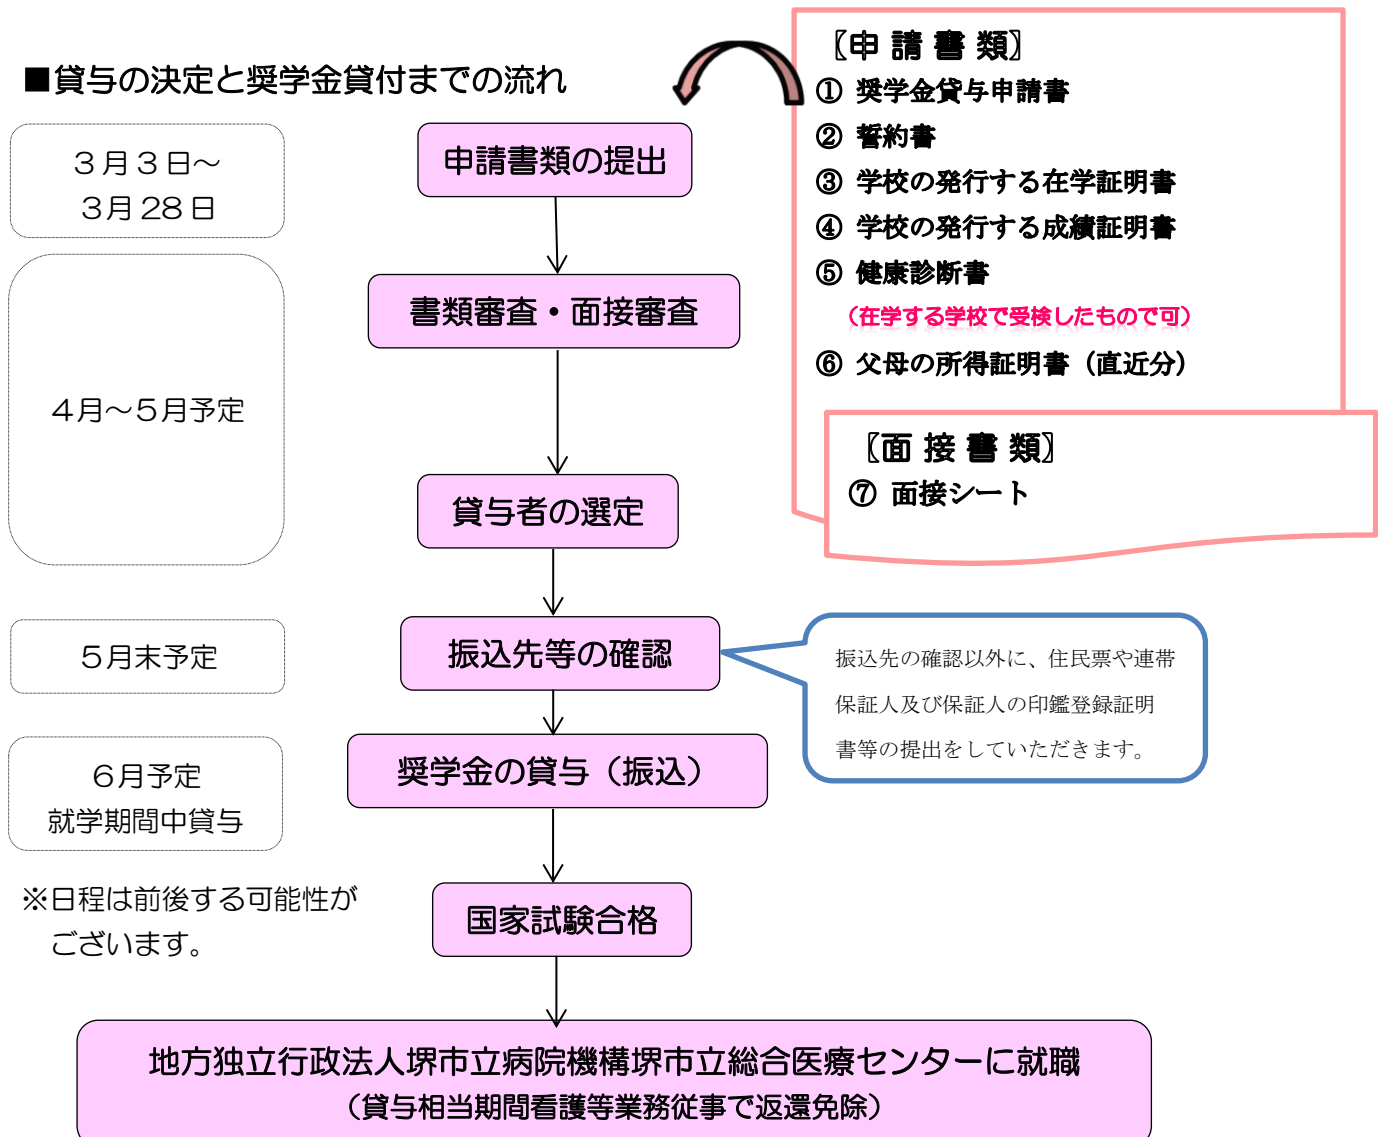 ■貸与の決定と奨学金貸付までの流れ
３月３日～
３月28日
申請書類の提出
〖申請書類〗
① 奨学金貸与申請書
② 誓約書
③ 学校の発行する在学証明書
④ 学校の発行する成績証明書
⑤ 健康診断書
（在学する学校で受検したもので可）
⑥ 父母の所得証明書（直近分）
〖面接書類〗
⑦ 面接シート
４月～５月予定
書類審査・面接審査
貸与者の選定
５月末予定
振込先等の確認
振込先の確認以外に、住民票や連帯
保証人及び保証人の印鑑登録証明
書等の提出をしていただきます。
６月予定
就学期間中貸与
奨学金の貸与（振込）
※日程は前後する可能性が
ございます。
国家試験合格
地方独立行政法人堺市立病院機構堺市立総合医療センターに就職
（貸与相当期間看護等業務従事で返還免除）